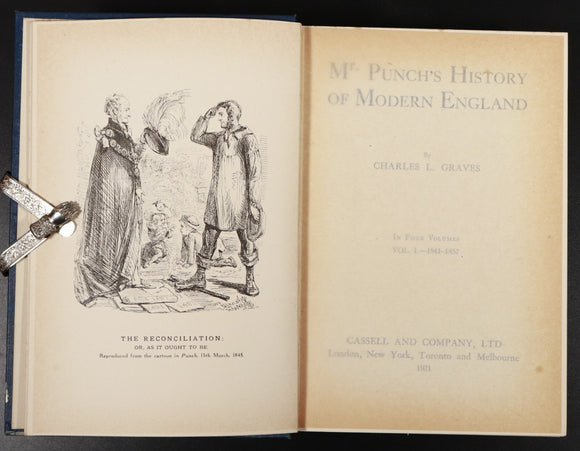 THE RECONCILIATION;
OR, AS IT OUGHT TO BE.
Reproduced from the cartoon in Punch, 15th March, 1845.
Mr. PUNCH'S HISTORY
OF MODERN ENGLAND
By
CHARLES L. GRAVES
IN FOUR VOLUMES
VOL. I.—1841-1857
CASSELL AND COMPANY, LTD
London, New York, Toronto and Melbourne
1921